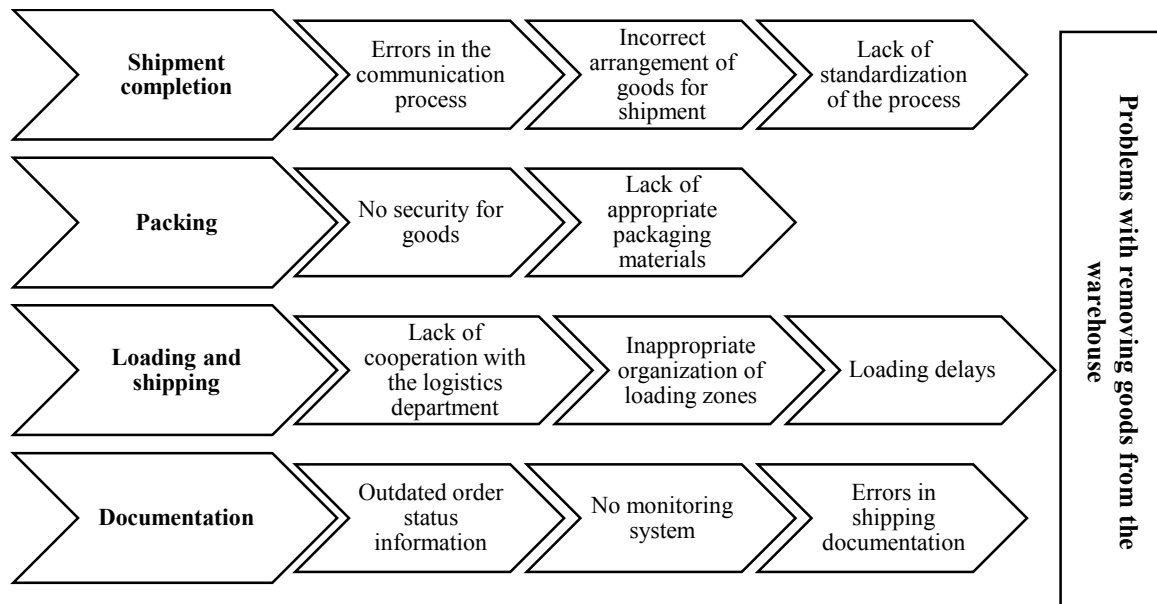 Shipment
completion
Errors in the
communication
process
Incorrect
arrangement of
goods for
shipment
Lack of
standardization
of the process
Packing
No security for
goods
Lack of
appropriate
packaging
materials
Loading and
shipping
Lack of
cooperation with
the logistics
department
Inappropriate
organization of
loading zones
Loading delays
Documentation
Outdated order
status
information
No monitoring
system
Errors in
shipping
documentation
Problems with removing goods from the
warehouse